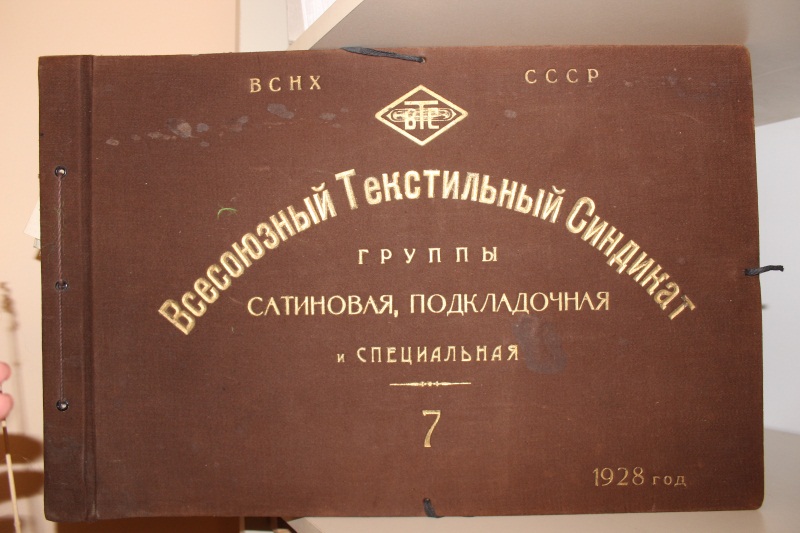 ВСНХ СССР
ВТС
Всесоюзный Текстильный Синдикат
ГРУППЫ
САТИНОВАЯ, ПОДКЛАДОЧНАЯ
и СПЕЦИАЛЬНАЯ
7
1928 год